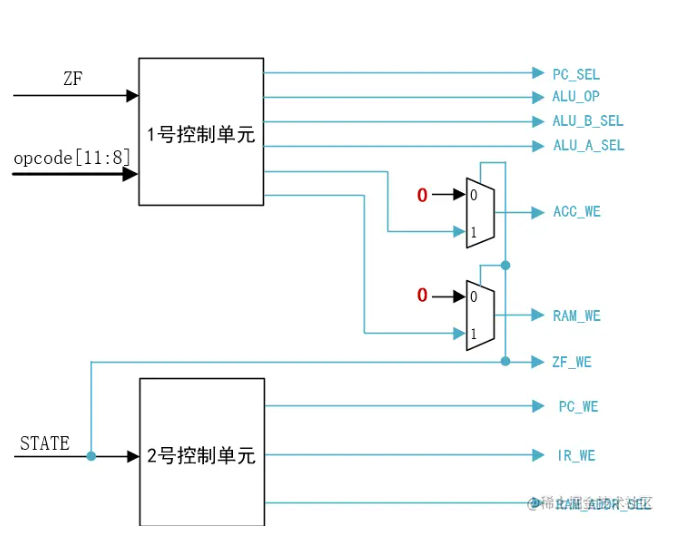 ZF
opcode[11:8]
1号控制单元
PC_SEL
ALU_OP
ALU_B_SEL
ALU_A_SEL
0
0
1
ACC_WE
0
0
1
RAM_WE
ZF_WE
STATE
2号控制单元
PC_WE
IR_WE
RAM_ADDR_SEL
@稀土掘金技术社区